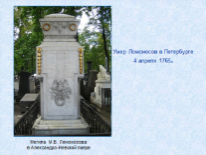 Умер Ломоносов в Петербурге
4 апреля 1765г.
Могила М.В. Ломоносова
в Александро-Невской лавре